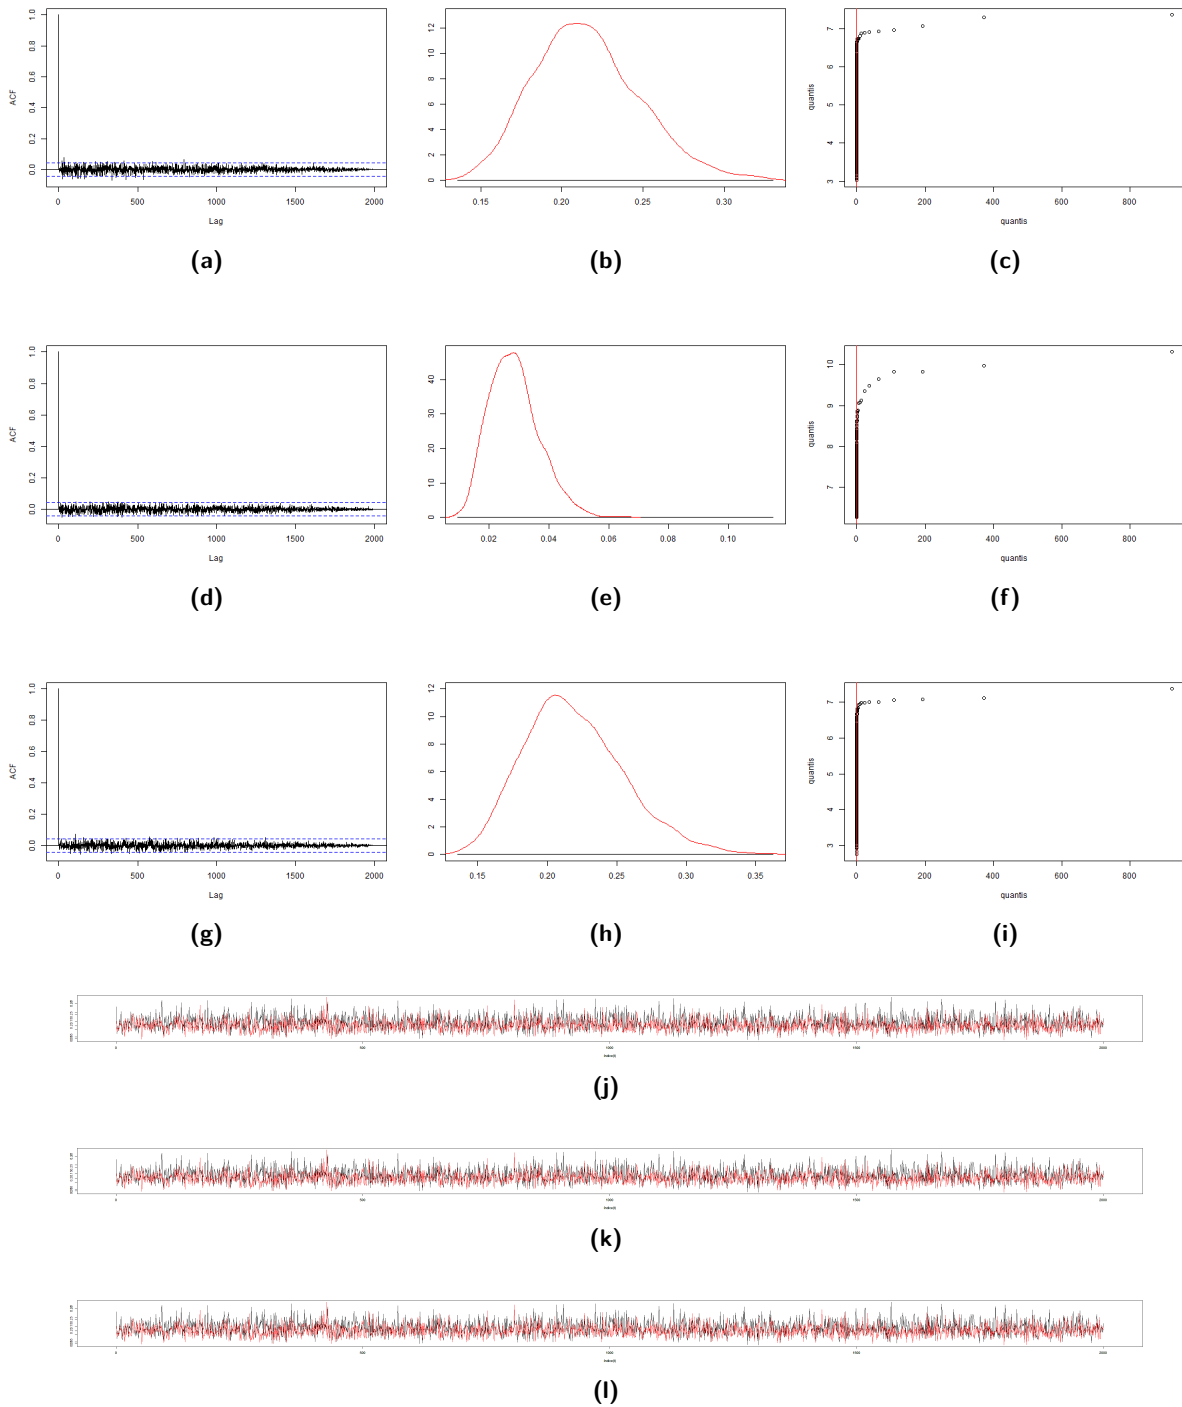 ACF
0.0 0.2 0.4 0.6 0.8 1.0
0 500 1000 1500 2000
Lag
(a)
0 2 4 6 8 10 12
0.15 0.20 0.25 0.30
(b)
quantis
3 4 5 6 7
0 200 400 600 800
quantis
(c)
ACF
0.0 0.2 0.4 0.6 0.8 1.0
0 500 1000 1500 2000
Lag
(d)
0 10 20 30 40
0.02 0.04 0.06 0.08 0.10
(e)
quantis
7 8 9 10
0 200 400 600 800
quantis
(f)
ACF
0.0 0.2 0.4 0.6 0.8 1.0
0 500 1000 1500 2000
Lag
(g)
0 2 4 6 8 10 12
0.15 0.20 0.25 0.30 0.35
(h)
quantis
3 4 5 6 7
0 200 400 600 800
quantis
(i)
0 500 1000 1500 2000
(j)
0 500 1000 1500 2000
(k)
0 500 1000 1500 2000
(l)